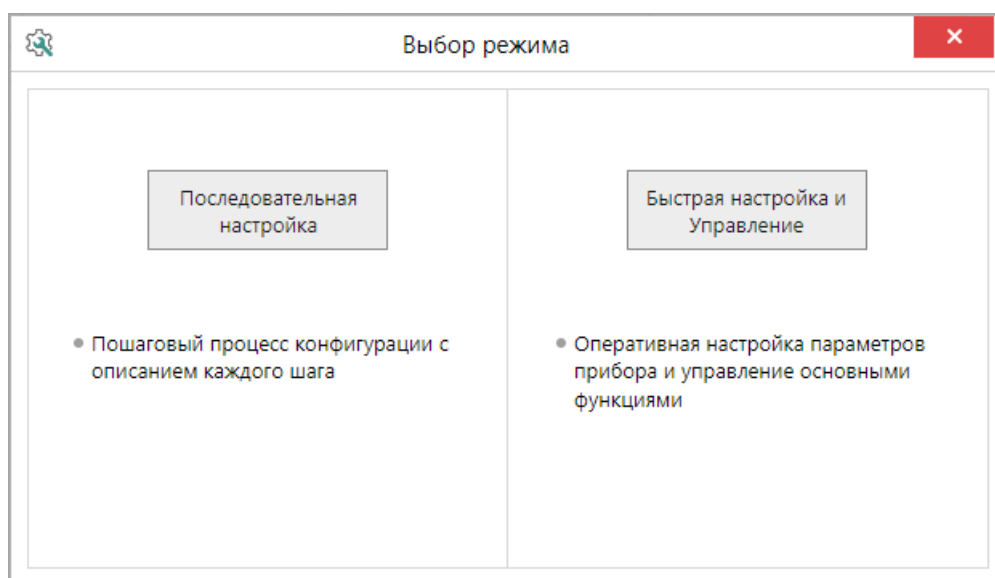 Выбор режима
Последовательная
настройка
Пошаговый процесс конфигурации с
описанием каждого шага
Быстрая настройка и
Управление
Оперативная настройка параметров
прибора и управление основными
функциями